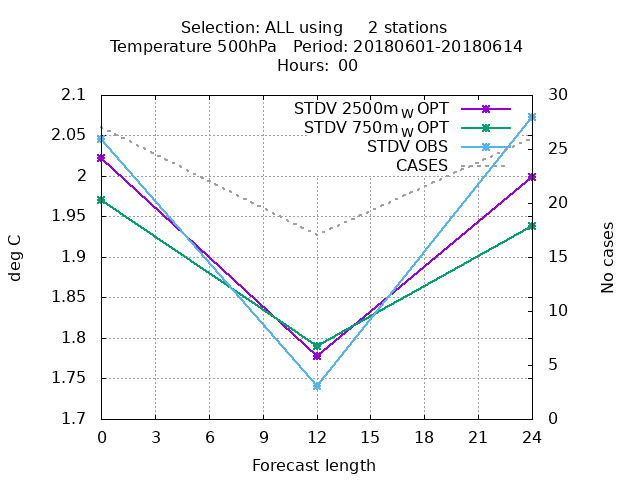 Selection: ALL using     2 stations
Temperature 500hPa   Period: 20180601-20180614
Hours:  00
STDV 2500m_W OPT
STDV 750m_W OPT
STDV OBS
CASES
2.1
2.05
2
1.95
1.9
1.85
1.8
1.75
1.7
deg C
30
25
20
15
10
5
0
No cases
0 3 6 9 12 15 18 21 24
Forecast length